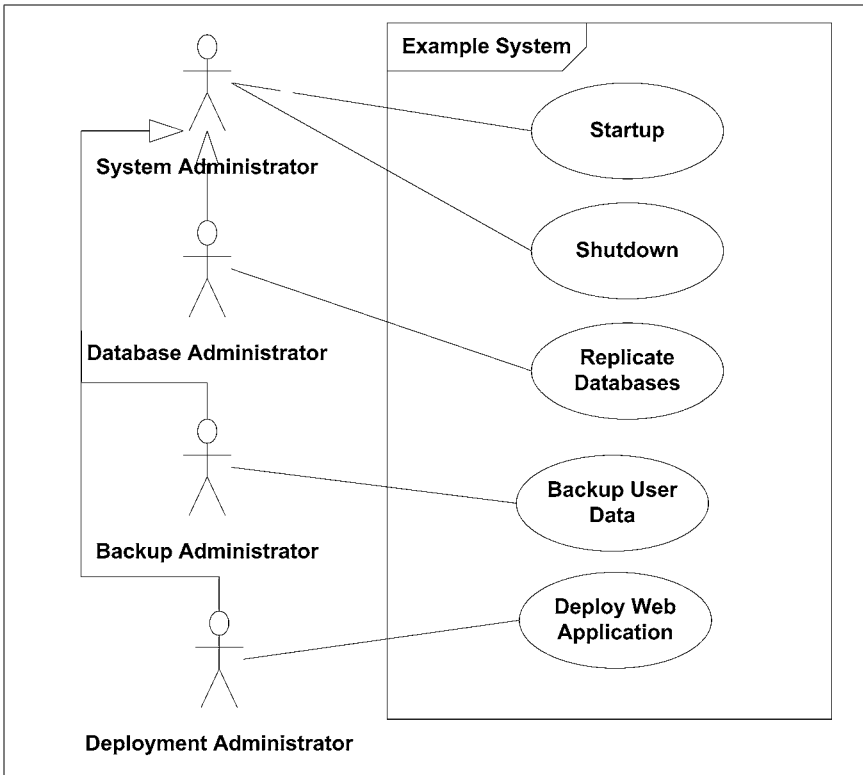 Example System
Startup
System Administrator
Shutdown
Database Administrator
Replicate
Databases
Backup User
Data
Backup Administrator
Deploy Web
Application
Deployment Administrator